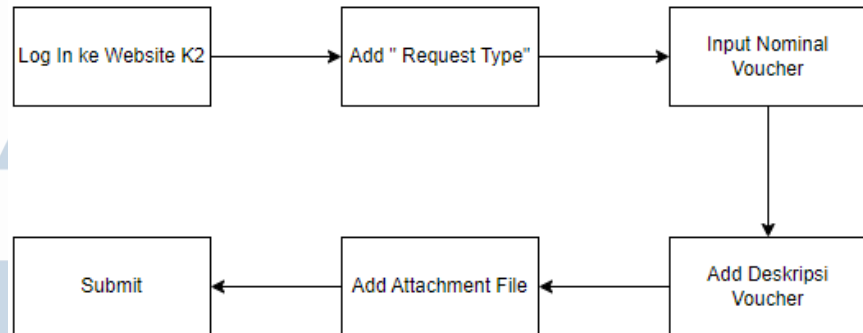 Log In ke Website K2
Add " Request Type"
Input Nominal
Voucher
Add Deskripsi
Voucher
Add Attachment File
Submit